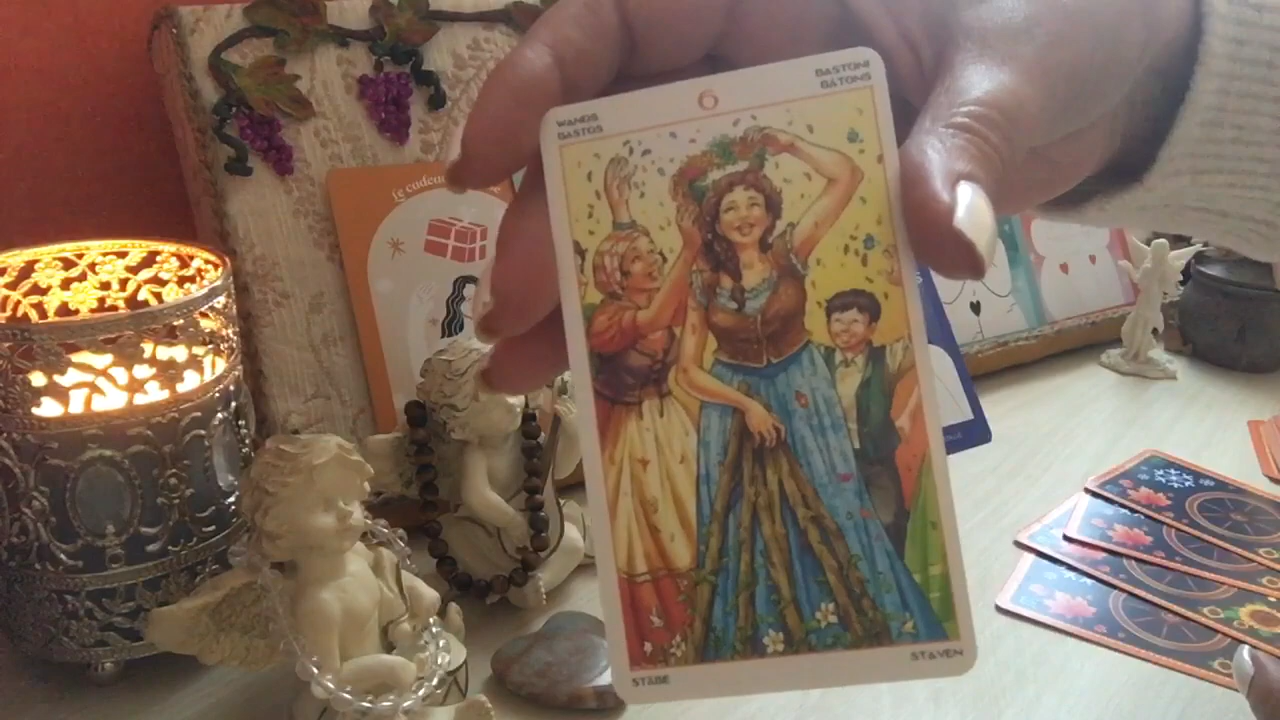 6
WANDS
BASTOS
BASTONI
BÂTONS
STÄBE
STAVEN
Le cadeau